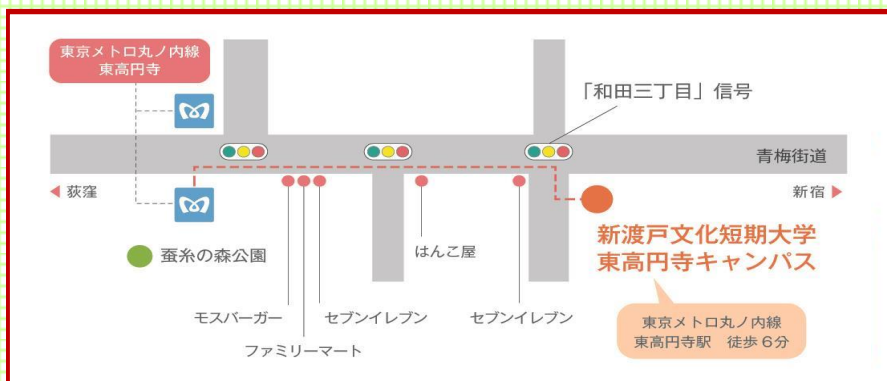 東京メトロ丸ノ内線
東高円寺
「和田三丁目」信号
青梅街道
荻窪
新宿
蚕糸の森公園
はんこ屋
新渡戸文化短期大学
東高円寺キャンパス
モスバーガー
セブンイレブン
セブンイレブン
ファミリーマート
東京メトロ丸ノ内線
東高円寺駅 徒歩6分